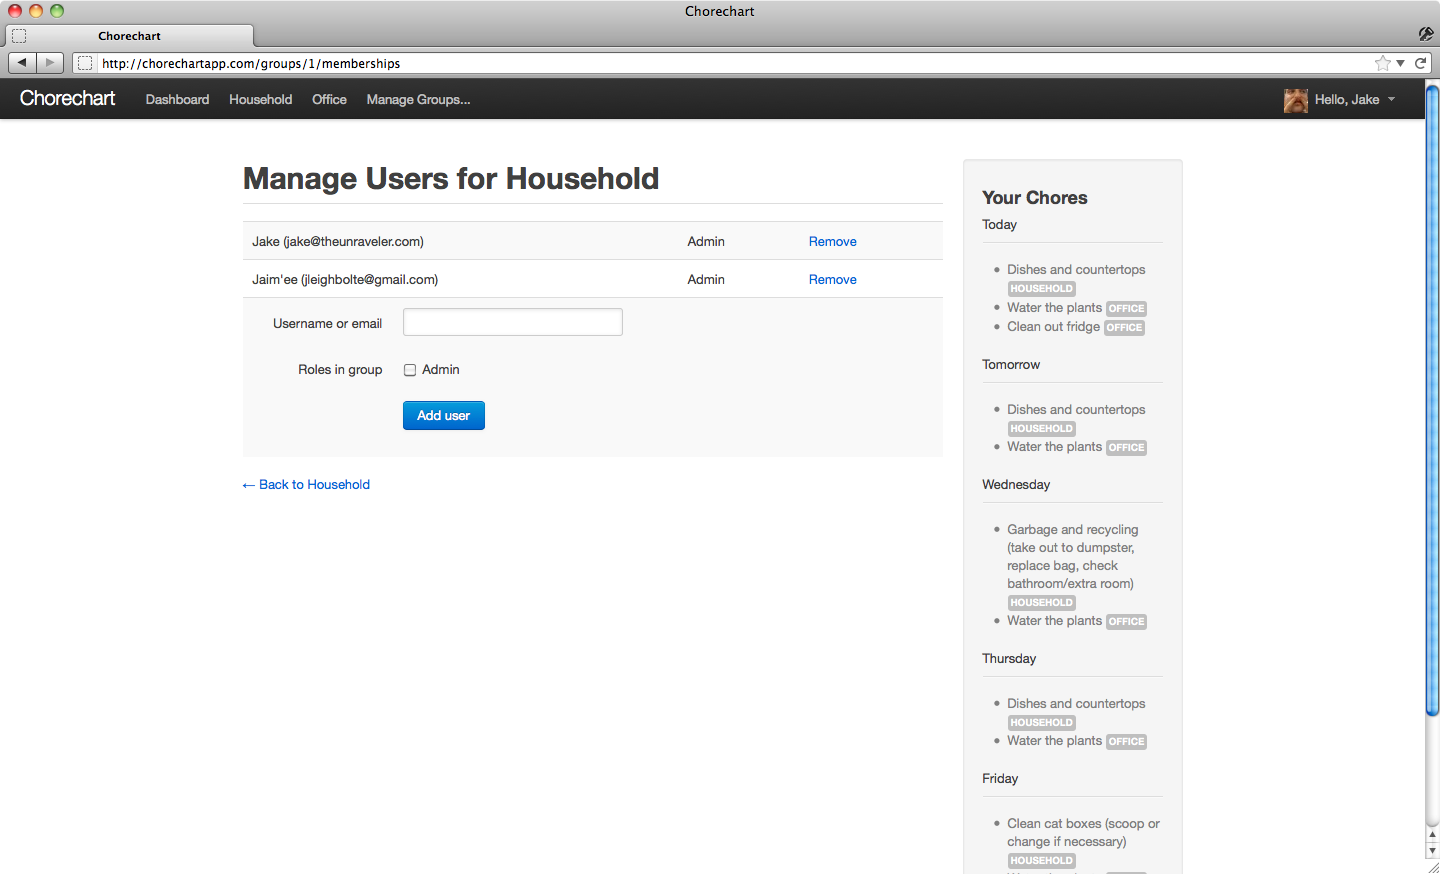 Chorechart
Chorechart
http://chorechartapp.com/groups/1/memberships
Chorechart Dashboard Household Office Manage Groups... Hello, Jake
Manage Users for Household
Jake (jake@theunraveler.com) Admin Remove
Jaim'ee (jleighbolte@gmail.com) Admin Remove
Username or email
Roles in group Admin
Add user
← Back to Household
Your Chores
Today
Dishes and countertops
HOUSEHOLD
Water the plants OFFICE
Clean out fridge OFFICE
Tomorrow
Dishes and countertops
HOUSEHOLD
Water the plants OFFICE
Wednesday
Garbage and recycling
(take out to dumpster,
replace bag, check
bathroom/extra room)
HOUSEHOLD
Water the plants OFFICE
Thursday
Dishes and countertops
HOUSEHOLD
Water the plants OFFICE
Friday
Clean cat boxes (scoop or
change if necessary)
HOUSEHOLD